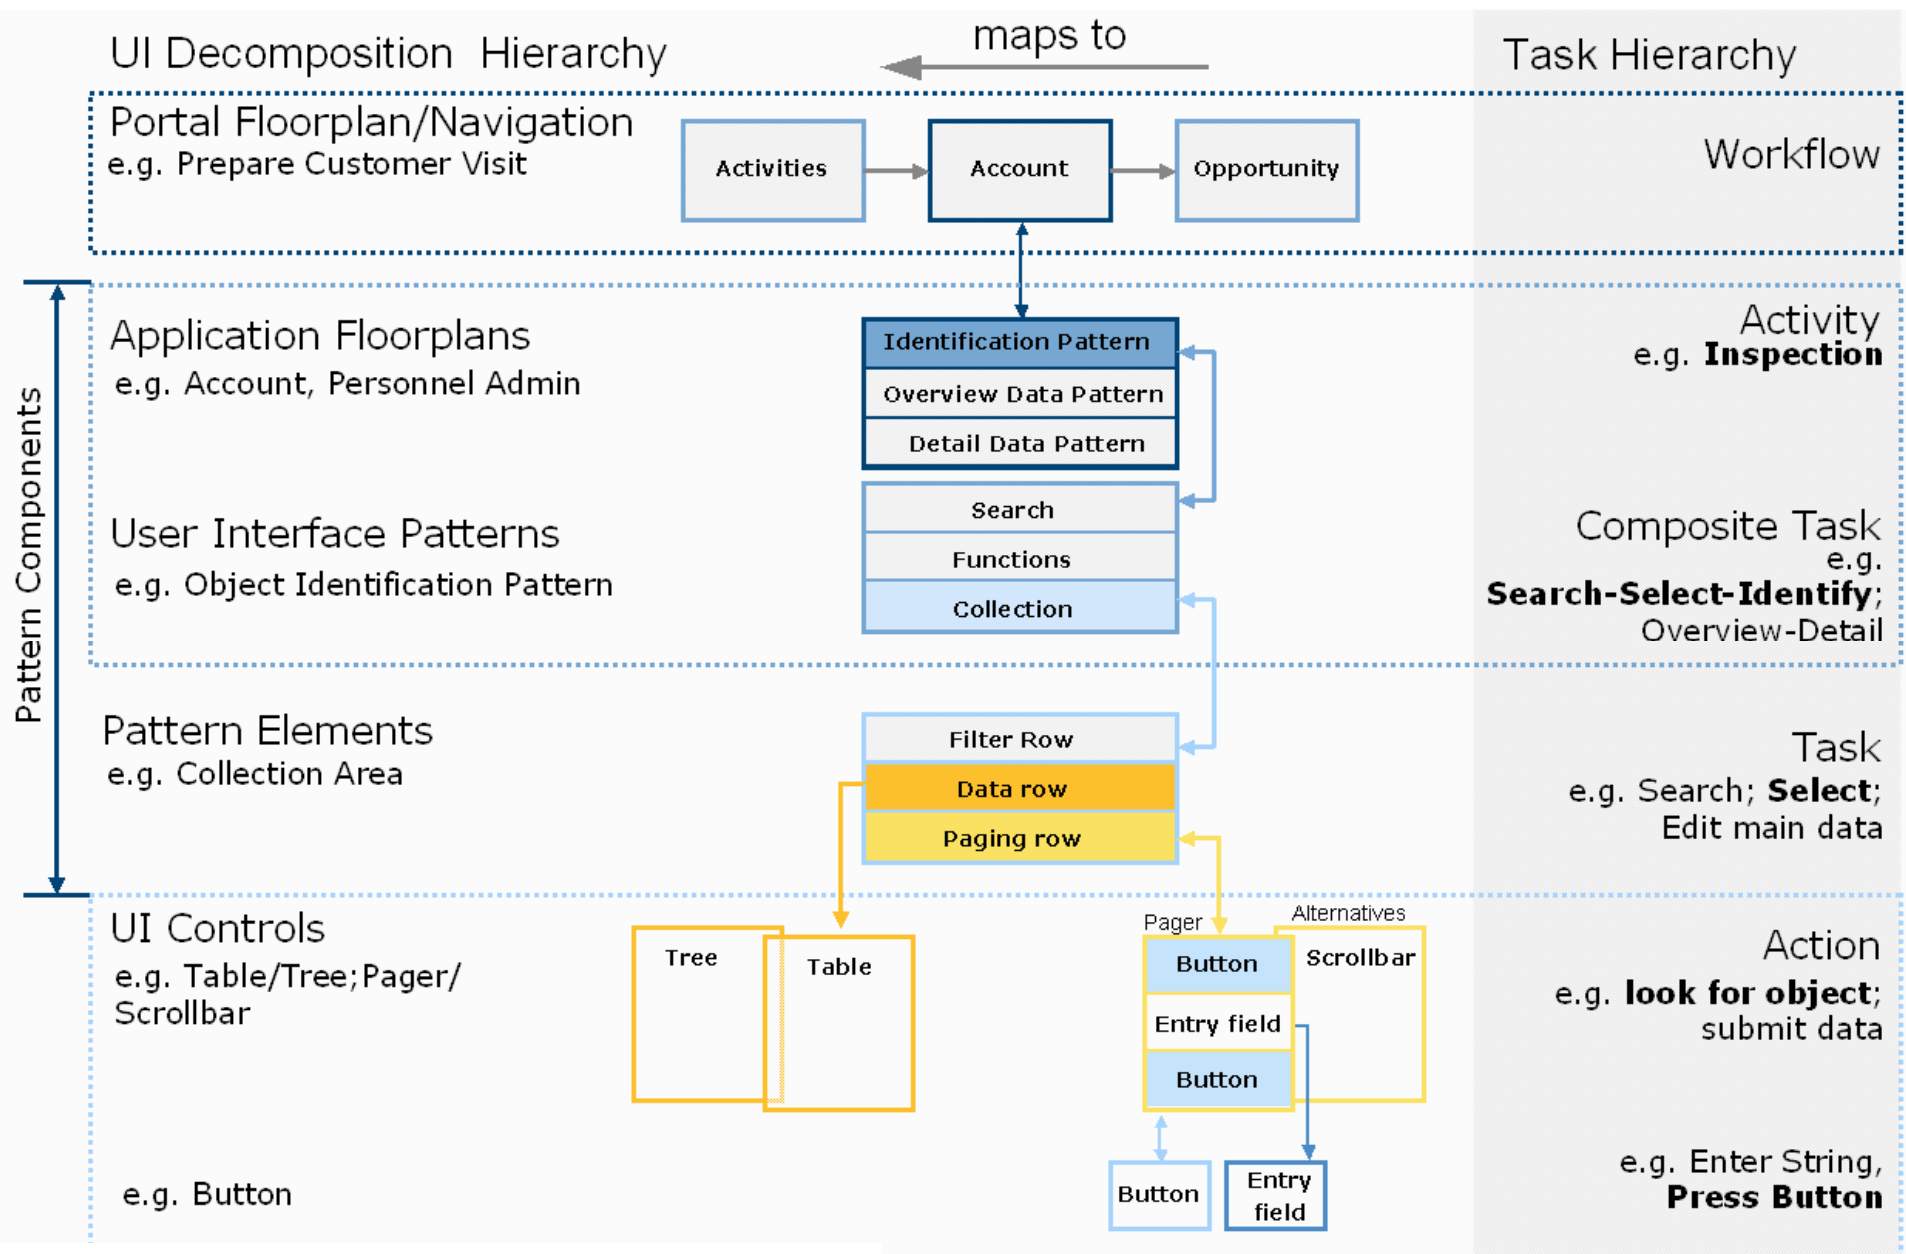 UI Decomposition Hierarchy
maps to
Task Hierarchy
Portal Floorplan/Navigation
e.g. Prepare Customer Visit
Activities
Account
Opportunity
Workflow
Pattern Components
Application Floorplans
e.g. Account, Personnel Admin
Identification Pattern
Overview Data Pattern
Detail Data Pattern
Activity
e.g. Inspection
User Interface Patterns
e.g. Object Identification Pattern
Search
Functions
Collection
Composite Task
e.g.
Search-Select-Identify;
Overview-Detail
Pattern Elements
e.g. Collection Area
Filter Row
Data row
Paging row
Task
e.g. Search; Select;
Edit main data
UI Controls
e.g. Table/Tree;Pager/
Scrollbar
Tree
Table
Pager
Alternatives
Button
Scrollbar
Entry field
Button
Action
e.g. look for object;
submit data
e.g. Button
Button
Entry
field
e.g. Enter String,
Press Button